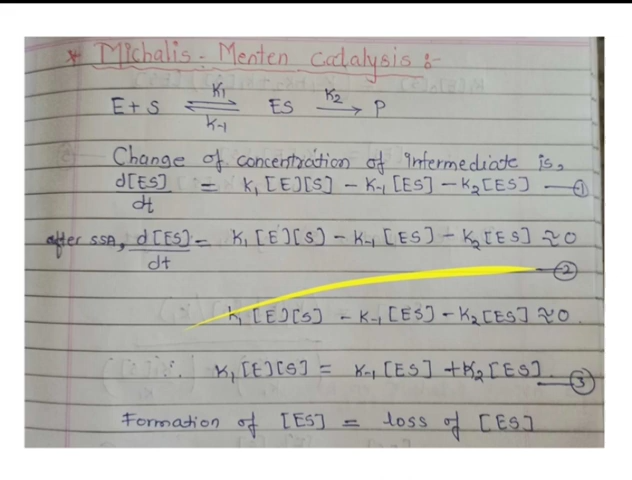 * Michalis - Menten Catalysis :-
E + S ⇌ ES → P
K1 K-1 K2
Change of concentration of intermediate is,
d[ES]/dt = K1 [E][S] - K-1 [ES] - K2 [ES] — ①
after SSA, d[ES]/dt = K1 [E][S] - K-1 [ES] - K2 [ES] ≈ 0
— ②
K1 [E][S] - K-1 [ES] - K2 [ES] ≈ 0
∴ K1 [E][S] = K-1 [ES] + K2 [ES] — ③
Formation of [ES] = loss of [ES]